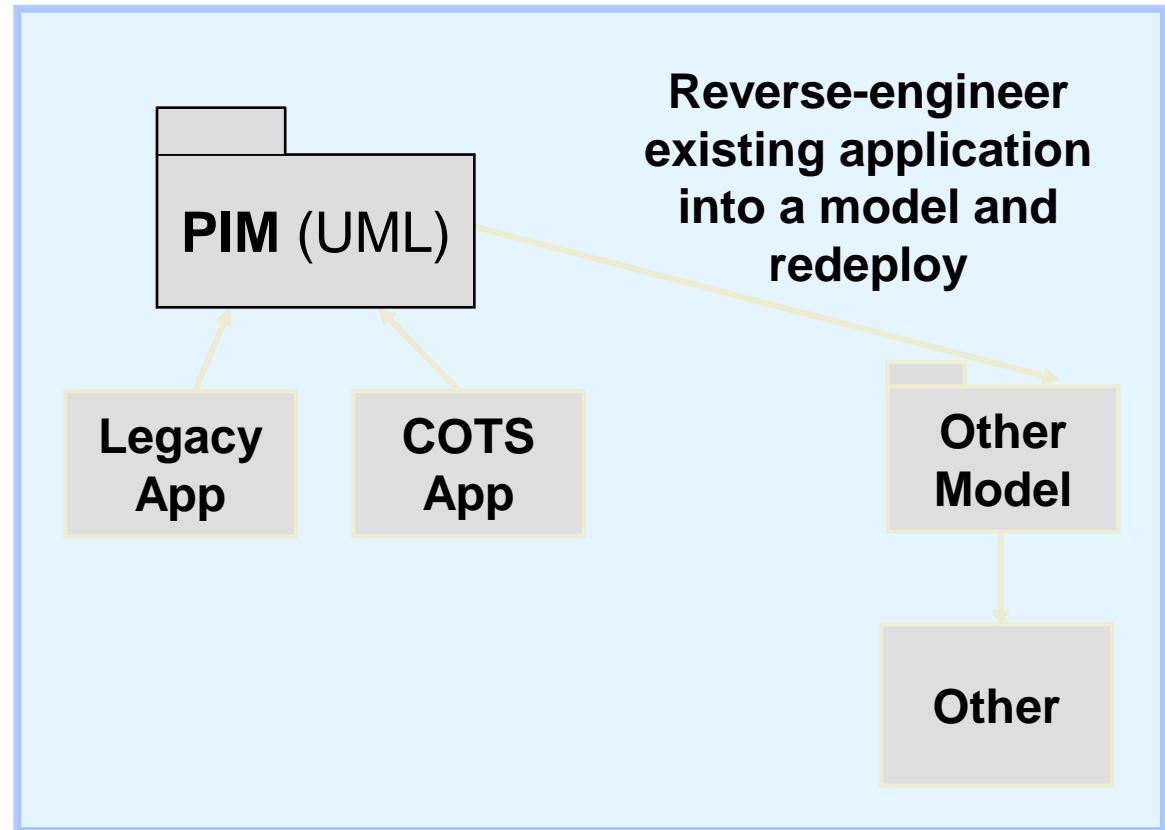 Reverse-engineer
existing application
into a model and
redeploy
PIM (UML)
Legacy
App
COTS
App
Other
Model
Other